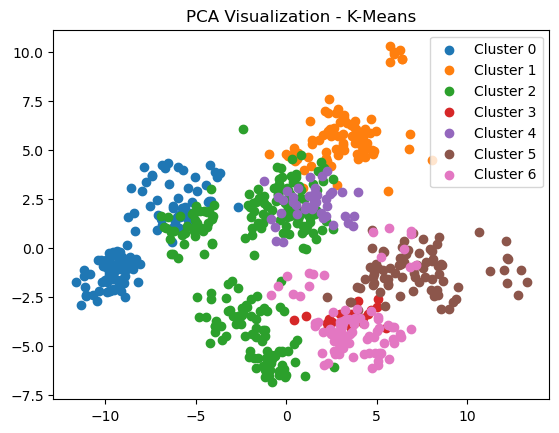 PCA Visualization - K-Means
10.0
7.5
5.0
2.5
0.0
−2.5
−5.0
−7.5
−10
−5
0
5
10
Cluster 0
Cluster 1
Cluster 2
Cluster 3
Cluster 4
Cluster 5
Cluster 6